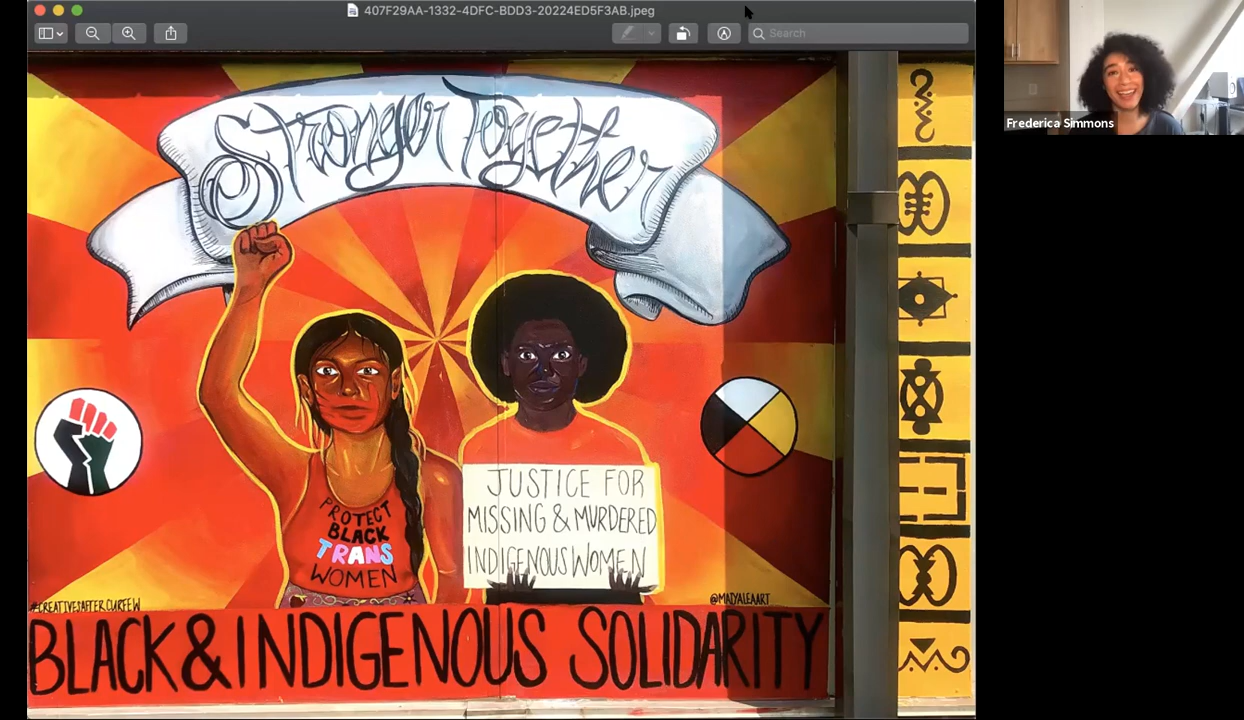 407F29AA-1332-4DFC-BDD3-20224ED5F3AB.jpeg
Search
Frederica Simmons
Stronger Together
PROTECT
BLACK
TRANS
WOMEN
JUSTICE FOR
MISSING & MURDERED
INDIGENOUS WOMEN
#CREATIVESAFTERCURFEW
@MAIYALEAART
BLACK & INDIGENOUS SOLIDARITY